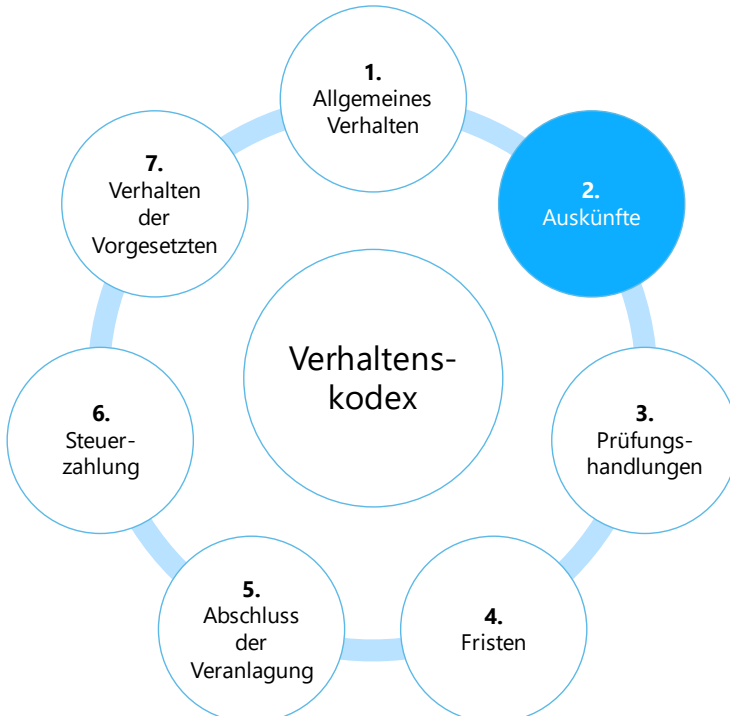 1.
Allgemeines
Verhalten
2.
Auskünfte
3.
Prüfungs-
handlungen
4.
Fristen
5.
Abschluss
der
Veranlagung
6.
Steuer-
zahlung
7.
Verhalten
der
Vorgesetzten
Verhaltens-
kodex